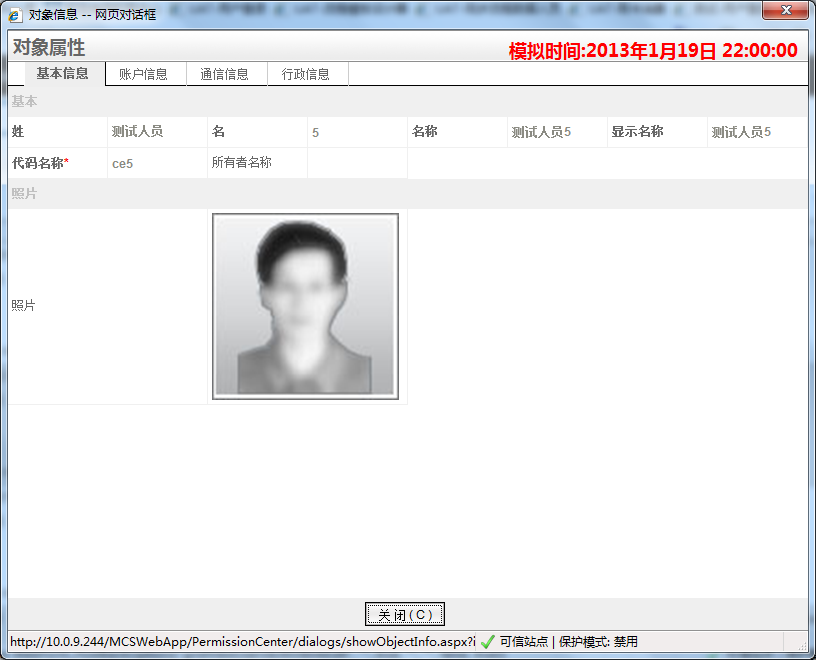 对象信息 -- 网页对话框
对象属性
模拟时间:2013年1月19日 22:00:00
基本信息 账户信息 通信信息 行政信息
基本
姓 测试人员 名 5 名称 测试人员5 显示名称 测试人员5
代码名称* ce5 所有者名称
照片
照片
关闭(C)
http://10.0.9.244/MCSWebApp/PermissionCenter/dialogs/showObjectInfo.aspx?i 可信站点 | 保护模式: 禁用